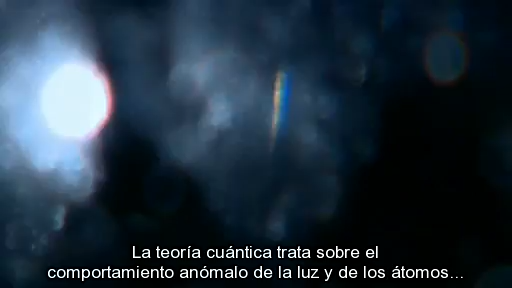 La teoría cuántica trata sobre el
comportamiento anómalo de la luz y de los átomos...